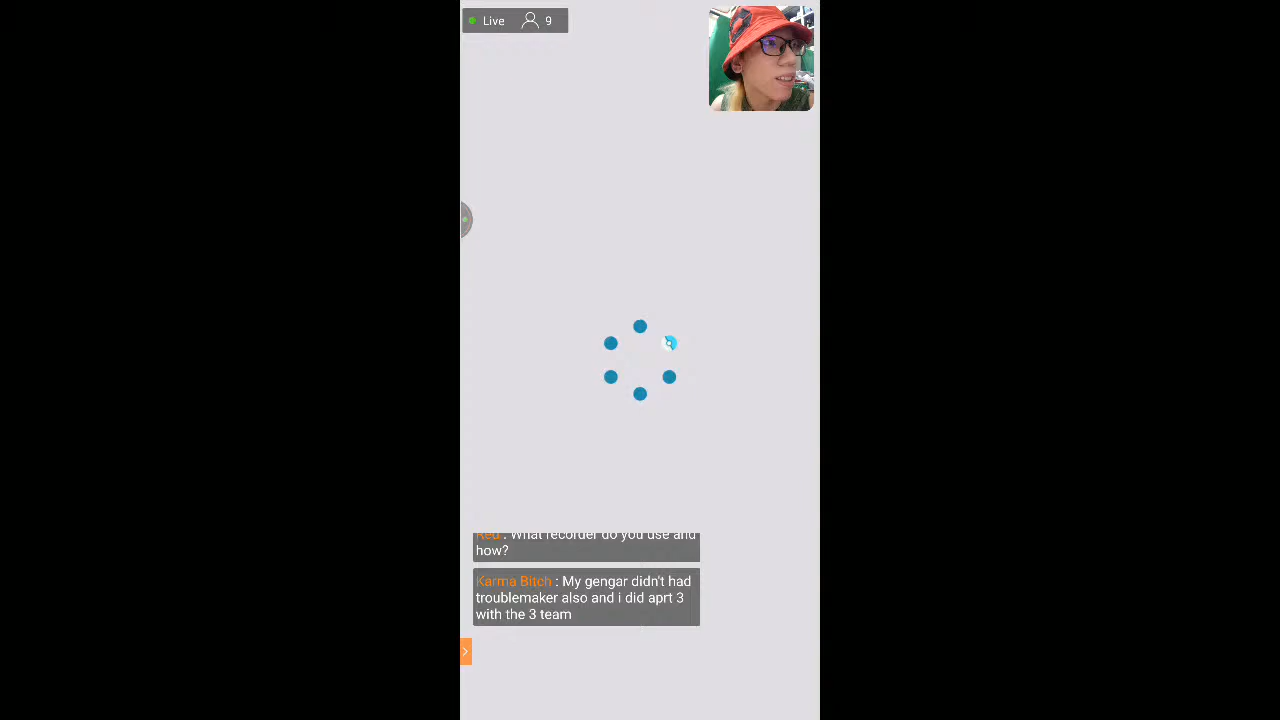 Live 9
Red : What recorder do you use and
how?
Karma Bitch : My gengar didn't had
troublemaker also and i did aprt 3
with the 3 team